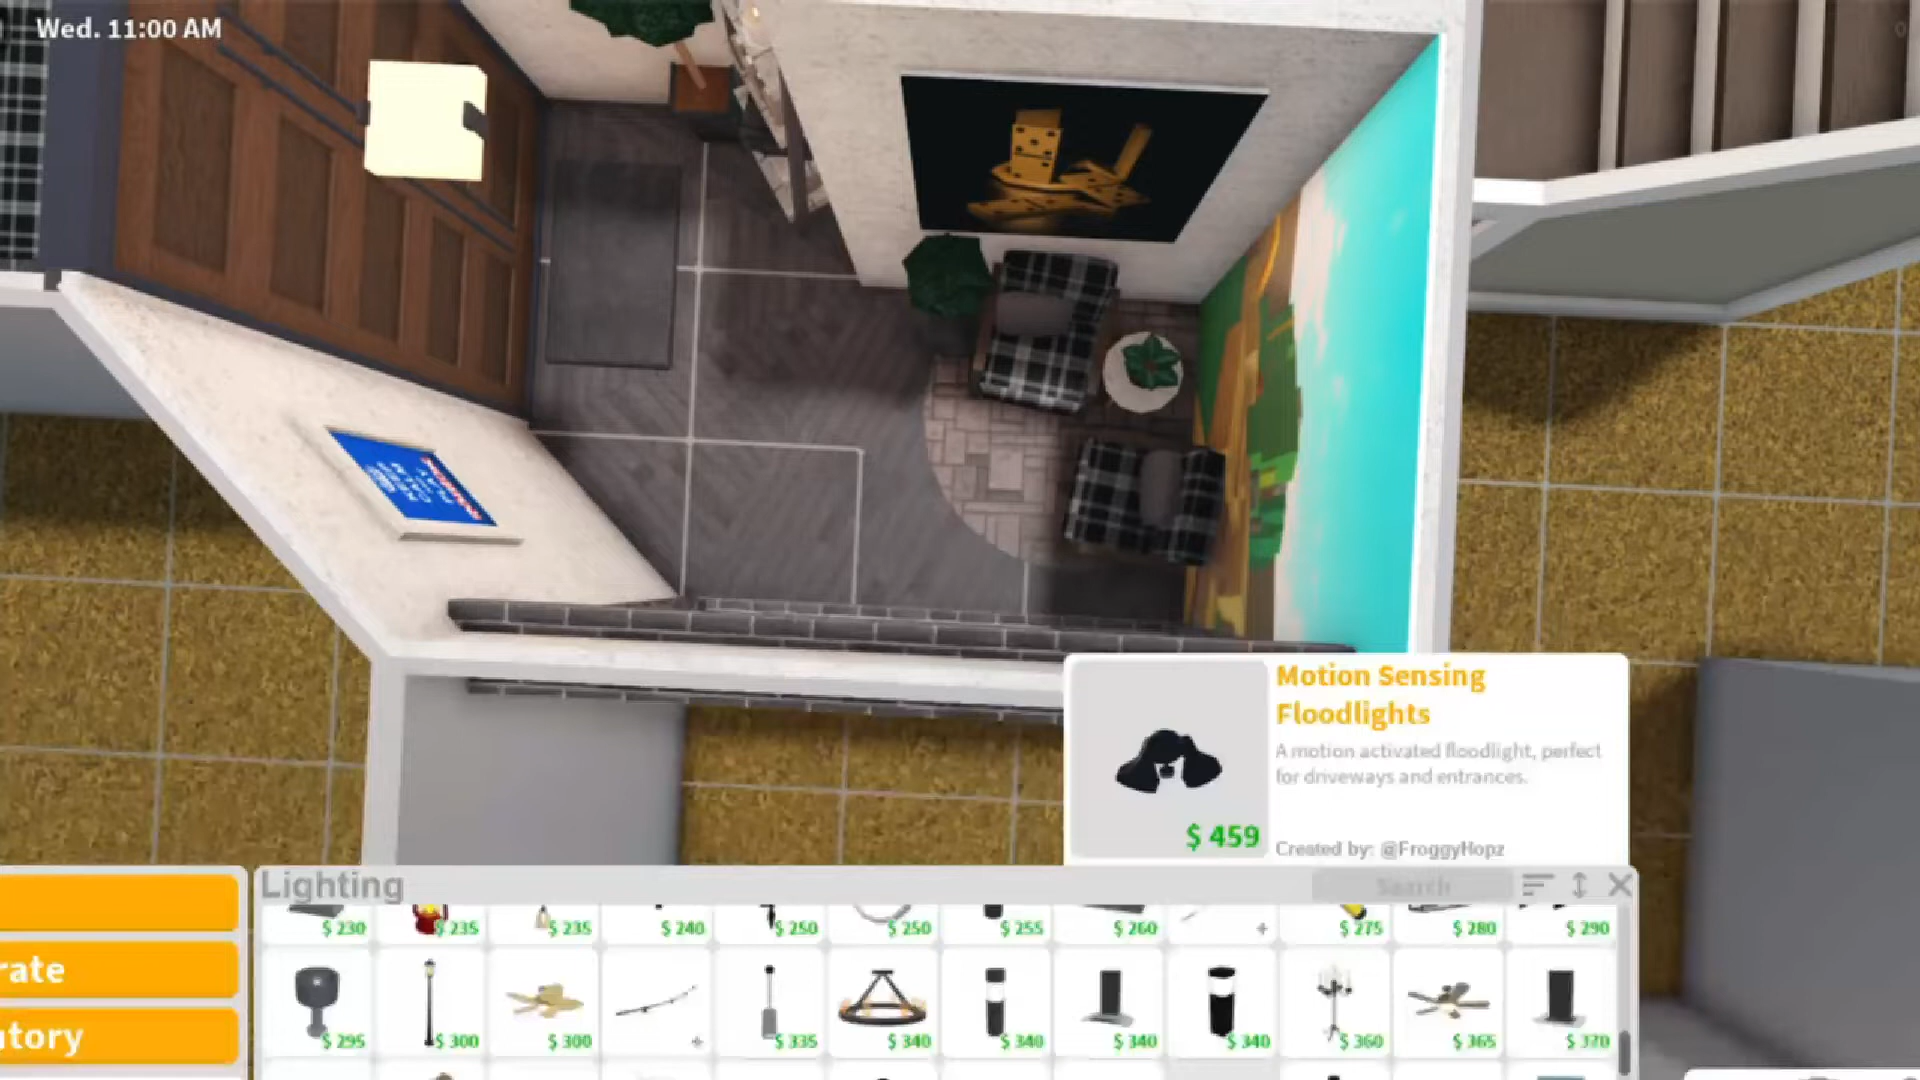 Wed. 11:00 AM
Motion Sensing
Floodlights
A motion activated floodlight, perfect
for driveways and entrances.
$ 459
Created by: @FroggyHopz
Lighting
Search
$ 230
$ 235
$ 235
$ 240
$ 250
$ 250
$ 255
$ 260
$ 275
$ 280
$ 290
rate
$ 295
$ 300
$ 300
$ 335
$ 340
$ 340
$ 340
$ 340
$ 360
$ 365
$ 370
tory